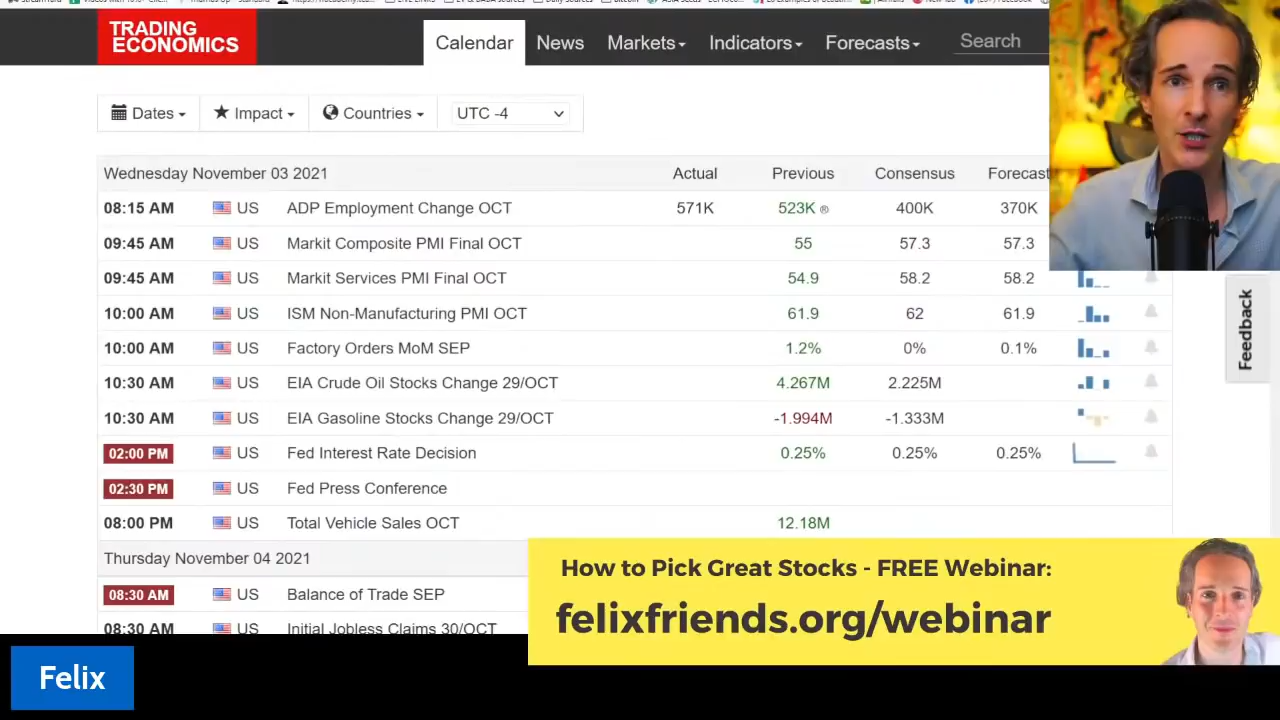 TRADING
ECONOMICS
Calendar News Markets Indicators Forecasts Search
Dates Impact Countries UTC -4
Wednesday November 03 2021 Actual Previous Consensus Forecast
08:15 AM US ADP Employment Change OCT 571K 523K ® 400K 370K
09:45 AM US Markit Composite PMI Final OCT 55 57.3 57.3
09:45 AM US Markit Services PMI Final OCT 54.9 58.2 58.2
10:00 AM US ISM Non-Manufacturing PMI OCT 61.9 62 61.9
10:00 AM US Factory Orders MoM SEP 1.2% 0% 0.1%
10:30 AM US EIA Crude Oil Stocks Change 29/OCT 4.267M 2.225M
10:30 AM US EIA Gasoline Stocks Change 29/OCT -1.994M -1.333M
02:00 PM US Fed Interest Rate Decision 0.25% 0.25% 0.25%
02:30 PM US Fed Press Conference
08:00 PM US Total Vehicle Sales OCT 12.18M
Thursday November 04 2021
08:30 AM US Balance of Trade SEP
08:30 AM US Initial Jobless Claims 30/OCT
Feedback
How to Pick Great Stocks - FREE Webinar:
felixfriends.org/webinar
Felix